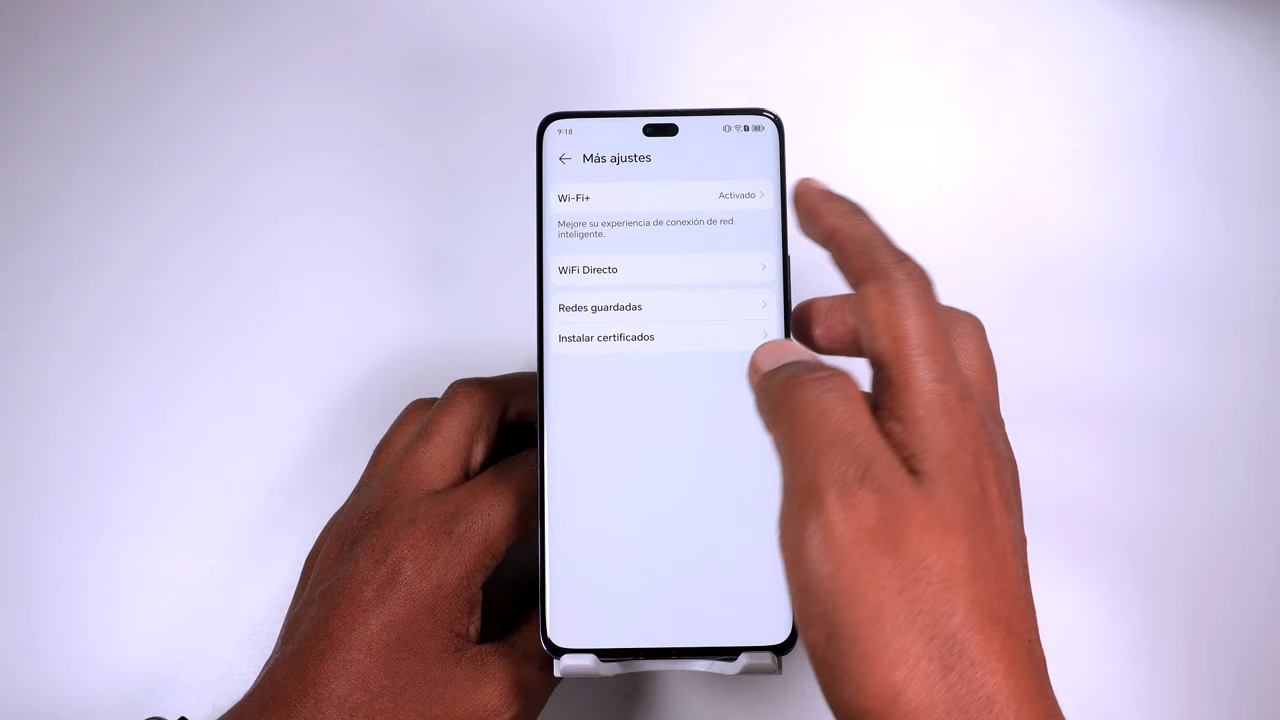 9:18
Más ajustes
Wi-Fi+
Activado
Mejore su experiencia de conexión de red
inteligente.
WiFi Directo
Redes guardadas
Instalar certificados